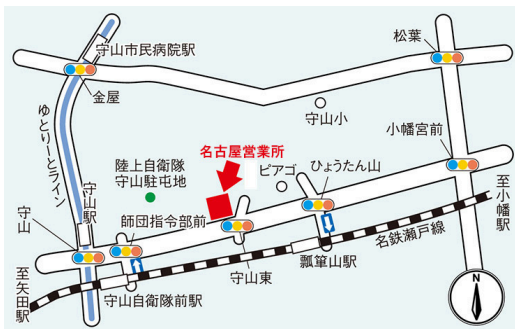 守山市民病院駅
松葉
金屋
守山小
小幡宮前
ゆとりーとライン
名古屋営業所
陸上自衛隊
守山駐屯地
ピアゴ
ひょうたん山
守山駅
守山
師団指令部前
至小幡駅
名鉄瀬戸線
守山東
瓢箪山駅
至矢田駅
守山自衛隊前駅
N